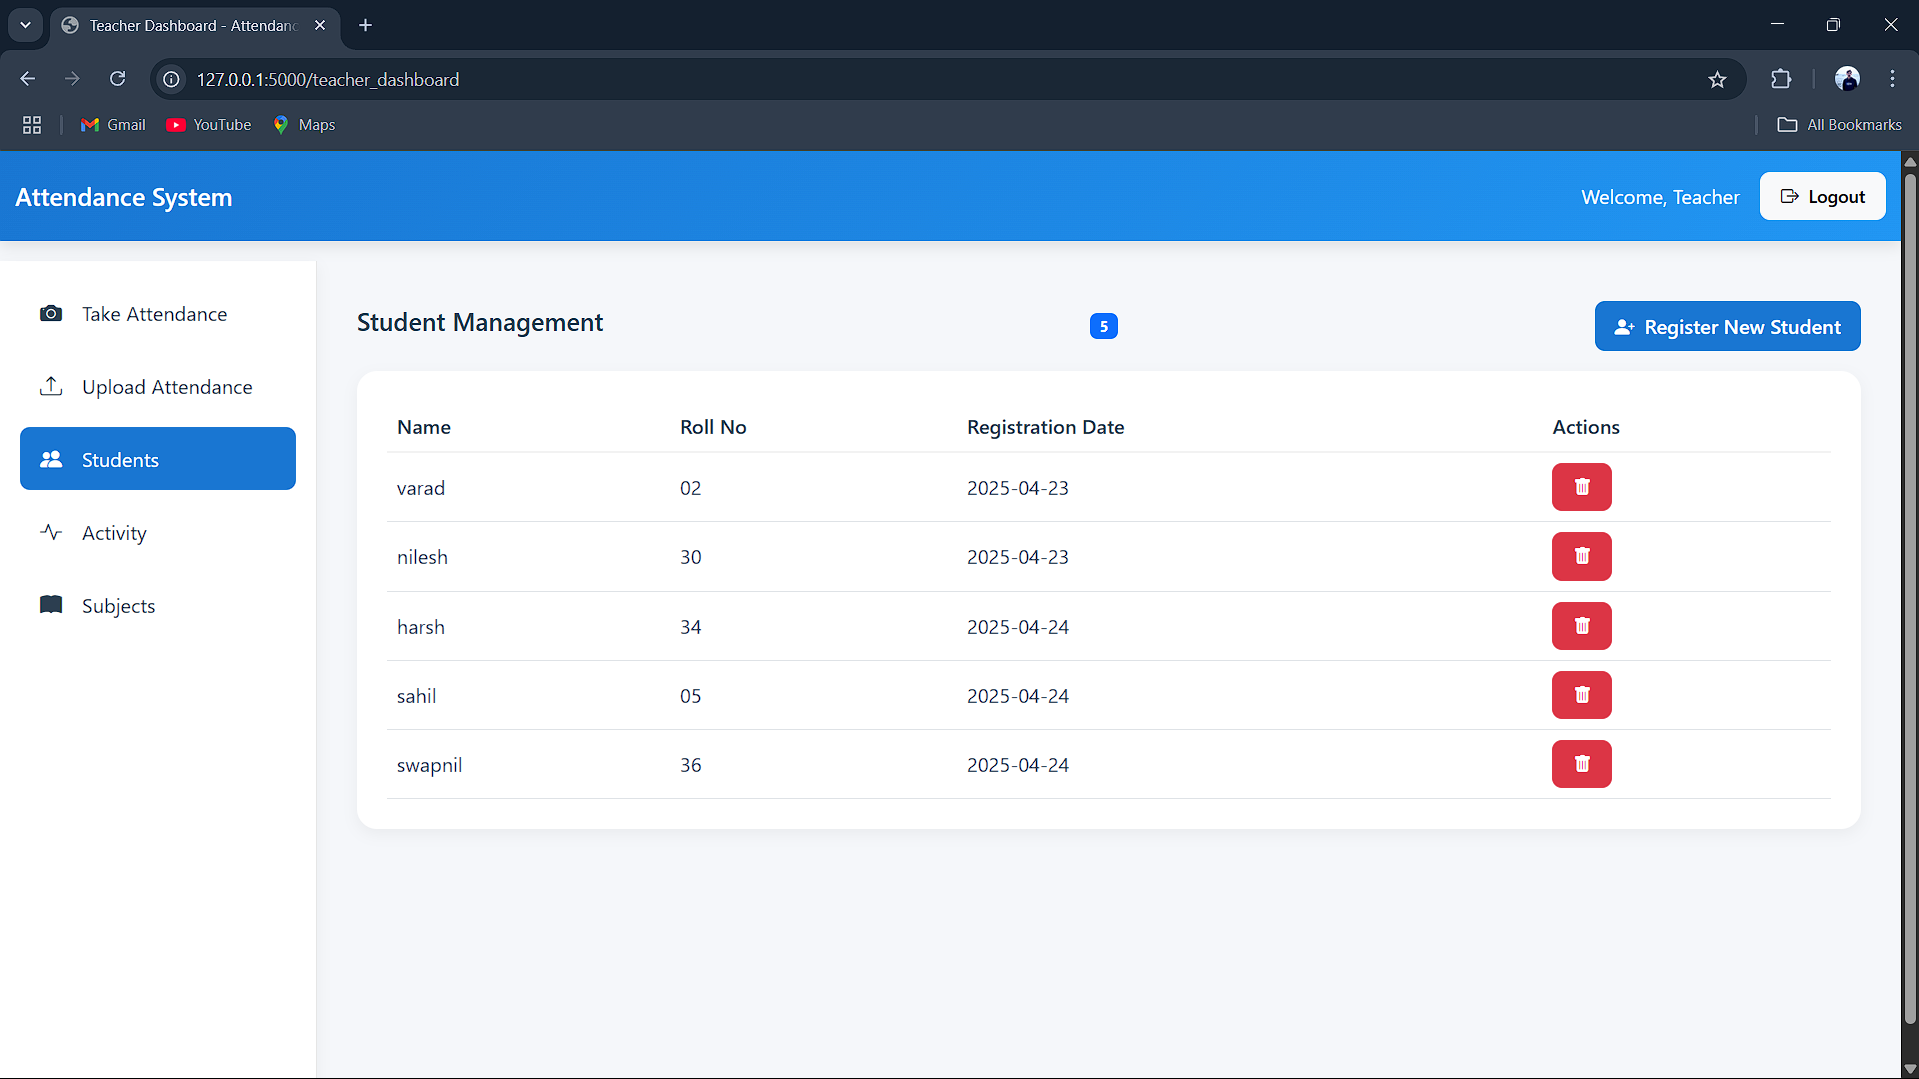 Teacher Dashboard - Attendanc
127.0.0.1:5000/teacher_dashboard
Gmail YouTube Maps All Bookmarks
Attendance System Welcome, Teacher Logout
Take Attendance
Upload Attendance
Students
Activity
Subjects
Student Management 5 Register New Student
Name Roll No Registration Date Actions
varad 02 2025-04-23
nilesh 30 2025-04-23
harsh 34 2025-04-24
sahil 05 2025-04-24
swapnil 36 2025-04-24